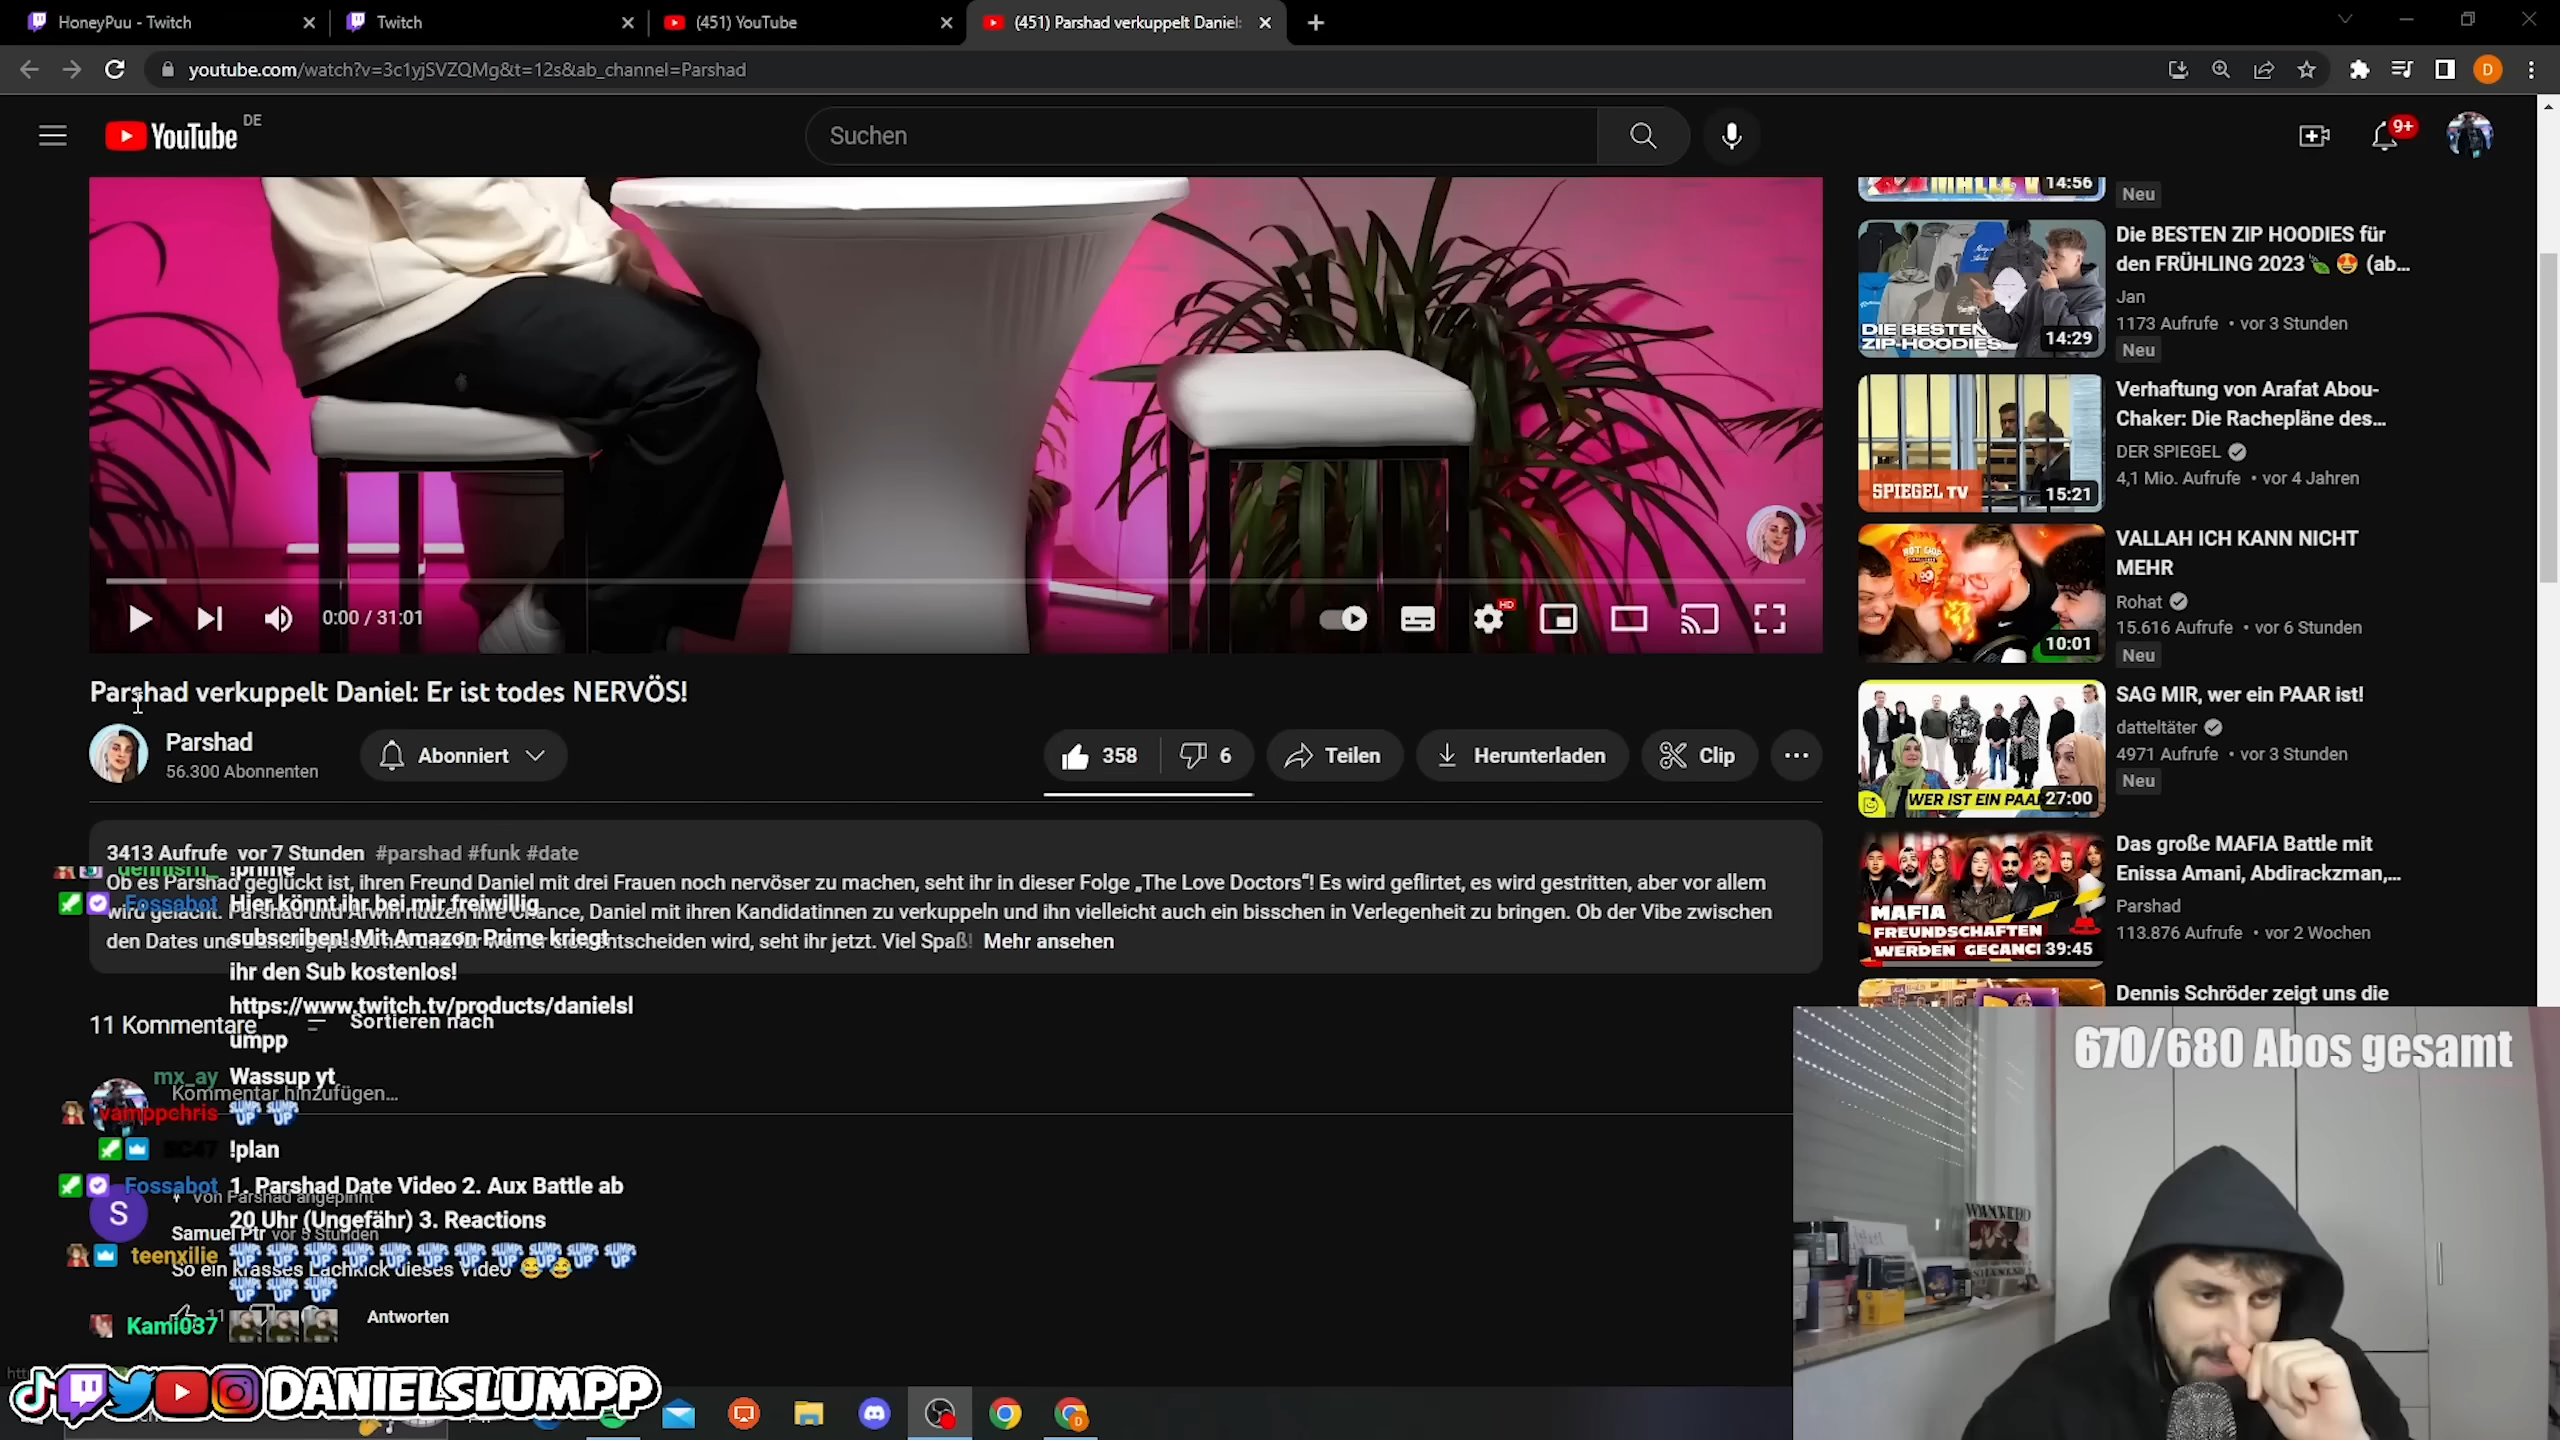 HoneyPuu - Twitch
Twitch
(451) YouTube
(451) Parshad verkuppelt Daniel:
youtube.com/watch?v=3c1yjSVZQMg&t=12s&ab_channel=Parshad
D
YouTube
DE
Suchen
9+
0:00 / 31:01
HD
Parshad verkuppelt Daniel: Er ist todes NERVÖS!
Parshad
56.300 Abonnenten
Abonniert
358
6
Teilen
Herunterladen
Clip
3413 Aufrufe vor 7 Stunden #parshad #funk #date
Ob es Parshad geglückt ist, ihren Freund Daniel mit drei Frauen noch nervöser zu machen, seht ihr in dieser Folge „The Love Doctors“! Es wird geflirtet, es wird gestritten, aber vor allem
wird gelacht. Parshad und Arwin nutzen ihre Chance, Daniel mit ihren Kandidatinnen zu verkuppeln und ihn vielleicht auch ein bisschen in Verlegenheit zu bringen. Ob der Vibe zwischen
den Dates und entscheiden wird, seht ihr jetzt. Viel Spaß! Mehr ansehen
11 Kommentare
Sortieren nach
Kommentar hinzufügen...
von Parshad angepinnt
S
Samuel Ptr vor 5 Stunden
So ein krasses Lachkick dieses Video 😂😂
11
Antworten
!prime
Fossabot Hier könnt ihr bei mir freiwillig
subscriben! Mit Amazon Prime kriegt
ihr den Sub kostenlos!
https://www.twitch.tv/products/danielsl
umpp
mx_ay Wassup yt
vamppchris SLUMPS UP SLUMPS UP
!plan
Fossabot 1. Parshad Date Video 2. Aux Battle ab
20 Uhr (Ungefähr) 3. Reactions
teenxilie
Kami037
DANIELSLUMPP
14:56
Neu
DIE BESTEN
ZIP-HOODIES
14:29
Die BESTEN ZIP HOODIES für
den FRÜHLING 2023 🍃 😍 (ab...
Jan
1173 Aufrufe • vor 3 Stunden
Neu
SPIEGEL TV
15:21
Verhaftung von Arafat Abou-
Chaker: Die Rachepläne des...
DER SPIEGEL
4,1 Mio. Aufrufe • vor 4 Jahren
10:01
VALLAH ICH KANN NICHT
MEHR
Rohat
15.616 Aufrufe • vor 6 Stunden
Neu
WER IST EIN PAA
27:00
SAG MIR, wer ein PAAR ist!
datteltäter
4971 Aufrufe • vor 3 Stunden
Neu
MAFIA
FREUNDSCHAFTEN
WERDEN GECANC
39:45
Das große MAFIA Battle mit
Enissa Amani, Abdirackzman,...
Parshad
113.876 Aufrufe • vor 2 Wochen
Dennis Schröder zeigt uns die
670/680 Abos gesamt
WANTED